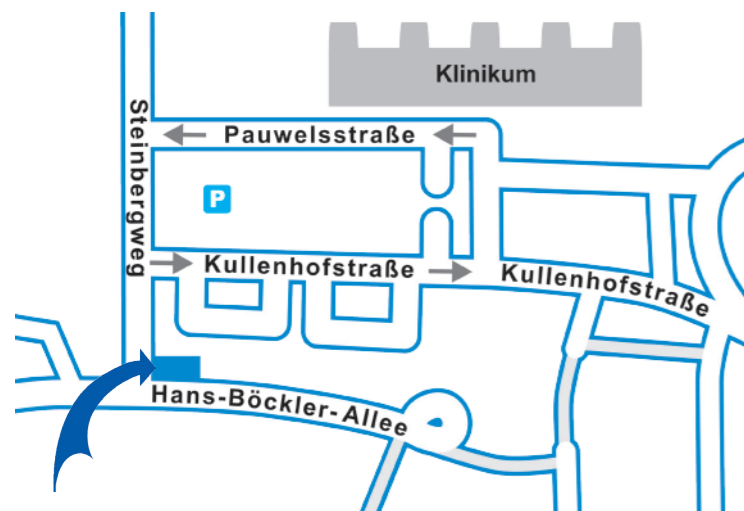 Klinikum
Steinbergweg
Pauwelsstraße
P
Kullenhofstraße
Kullenhofstraße
Hans-Böckler-Allee